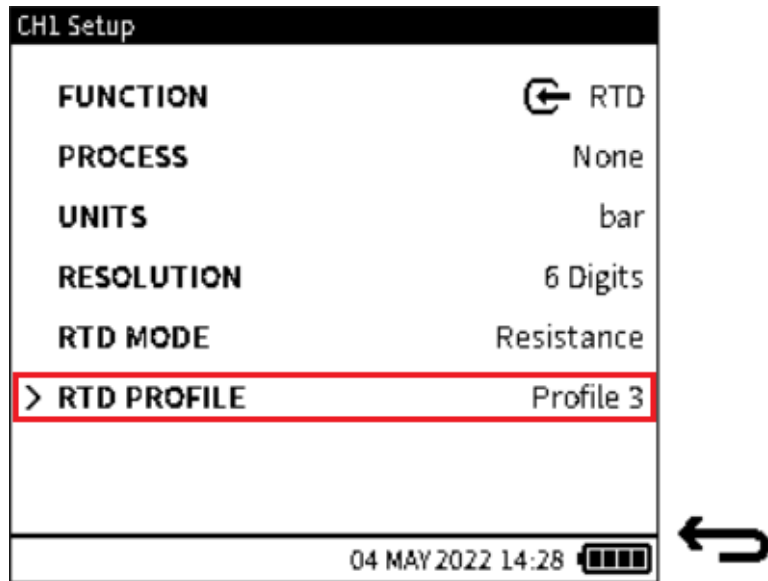 CH1 Setup
FUNCTION RTD
PROCESS None
UNITS bar
RESOLUTION 6 Digits
RTD MODE Resistance
> RTD PROFILE Profile 3
04 MAY 2022 14:28